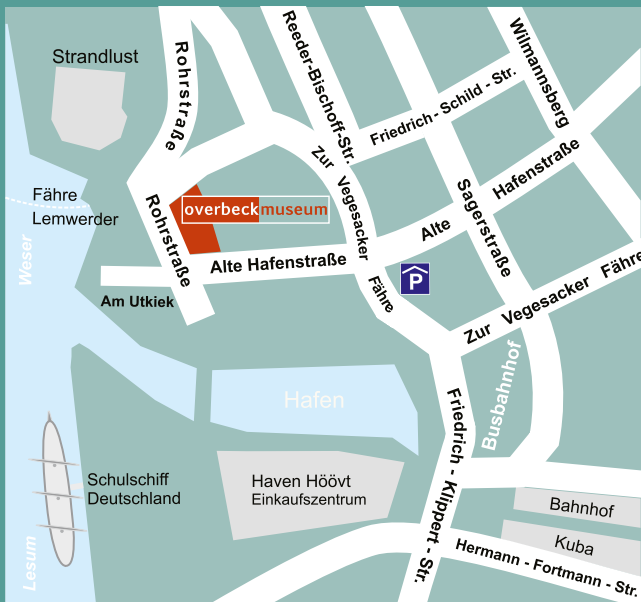 Strandlust
Rohrstraße
Reeder-Bischoff-Str.
Wilmannsberg
Friedrich - Schild - Str.
Zur Vegesacker Fähre
Fähre
Lemwerder
Rohrstraße
overbeckmuseum
Sagerstraße
Alte Hafenstraße
Weser
Alte Hafenstraße
P
Am Utkiek
Zur Vegesacker Fähre
Busbahnhof
Hafen
Friedrich - Klippert - Str.
Schulschiff
Deutschland
Haven Höövt
Einkaufszentrum
Bahnhof
Kuba
Lesum
Hermann - Fortmann - Str.